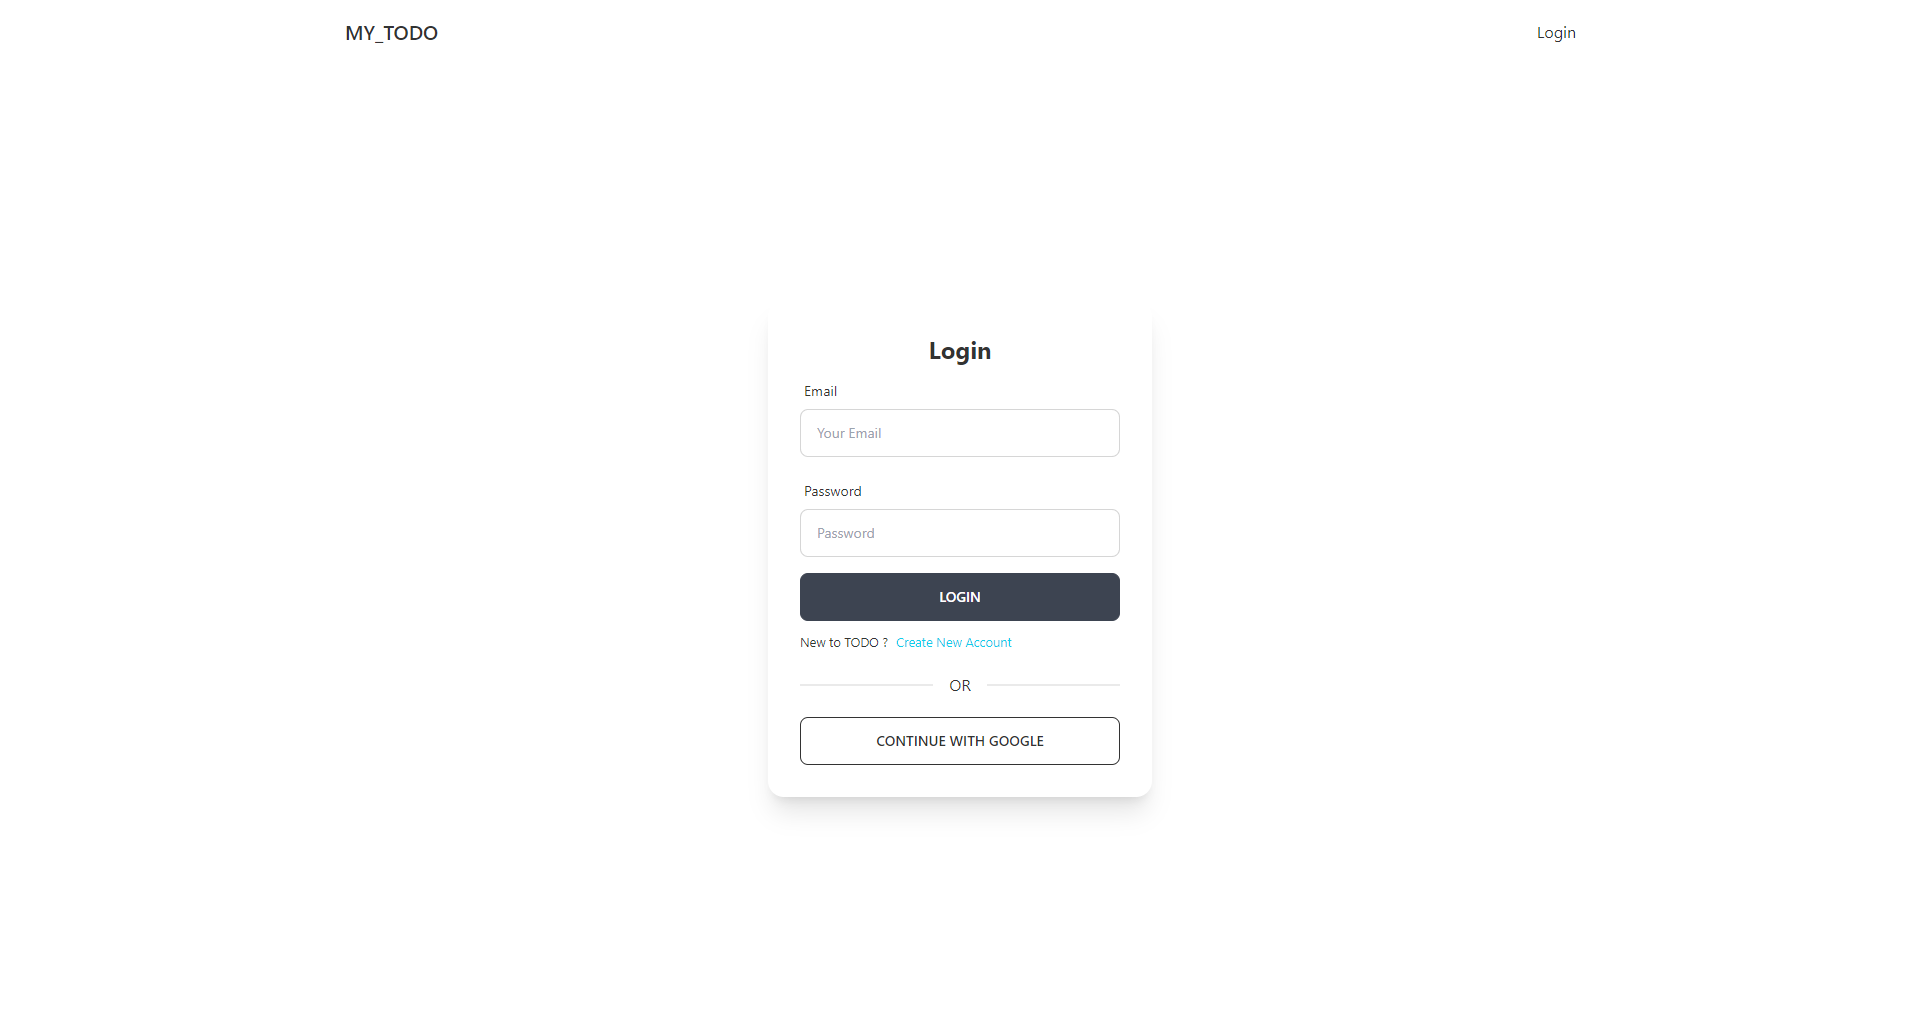 MY_TODO
Login
Login
Email
Your Email
Password
Password
LOGIN
New to TODO ? Create New Account
OR
CONTINUE WITH GOOGLE